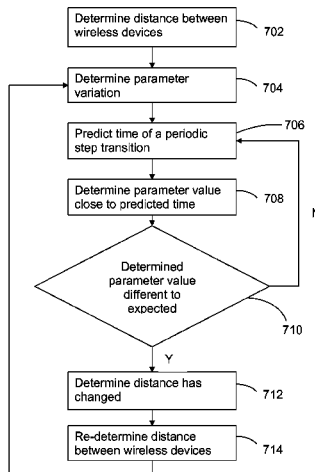 Determine distance between
wireless devices
702
Determine parameter
variation
704
706
Predict time of a periodic
step transition
Determine parameter value
close to predicted time
708
N
Determined
parameter value
different to
expected
710
Y
Determine distance has
changed
712
Re-determine distance
between wireless devices
714